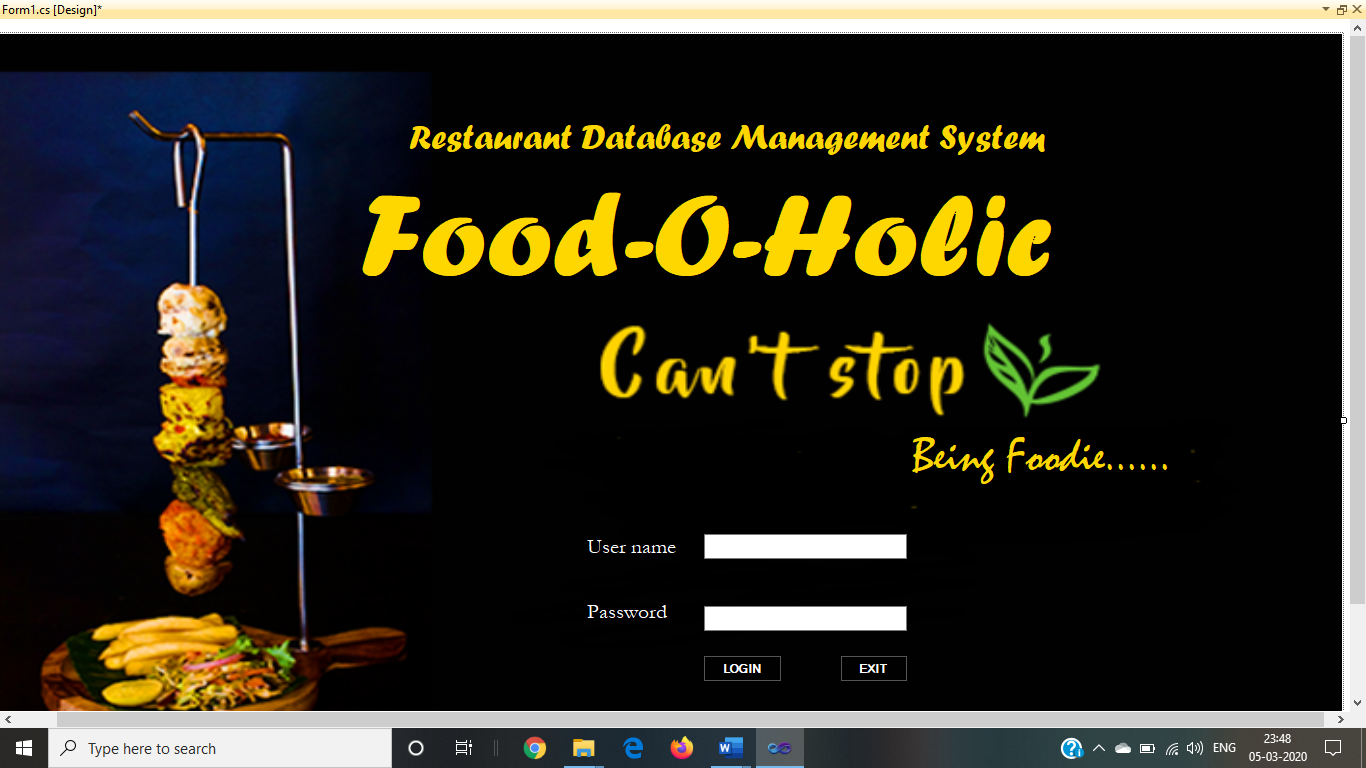 Form1.cs [Design]*
Restaurant Database Management System
Food-O-Holic
Can't stop
Being Foodie......
User name
Password
LOGIN
EXIT
Type here to search
ENG
23:48
05-03-2020